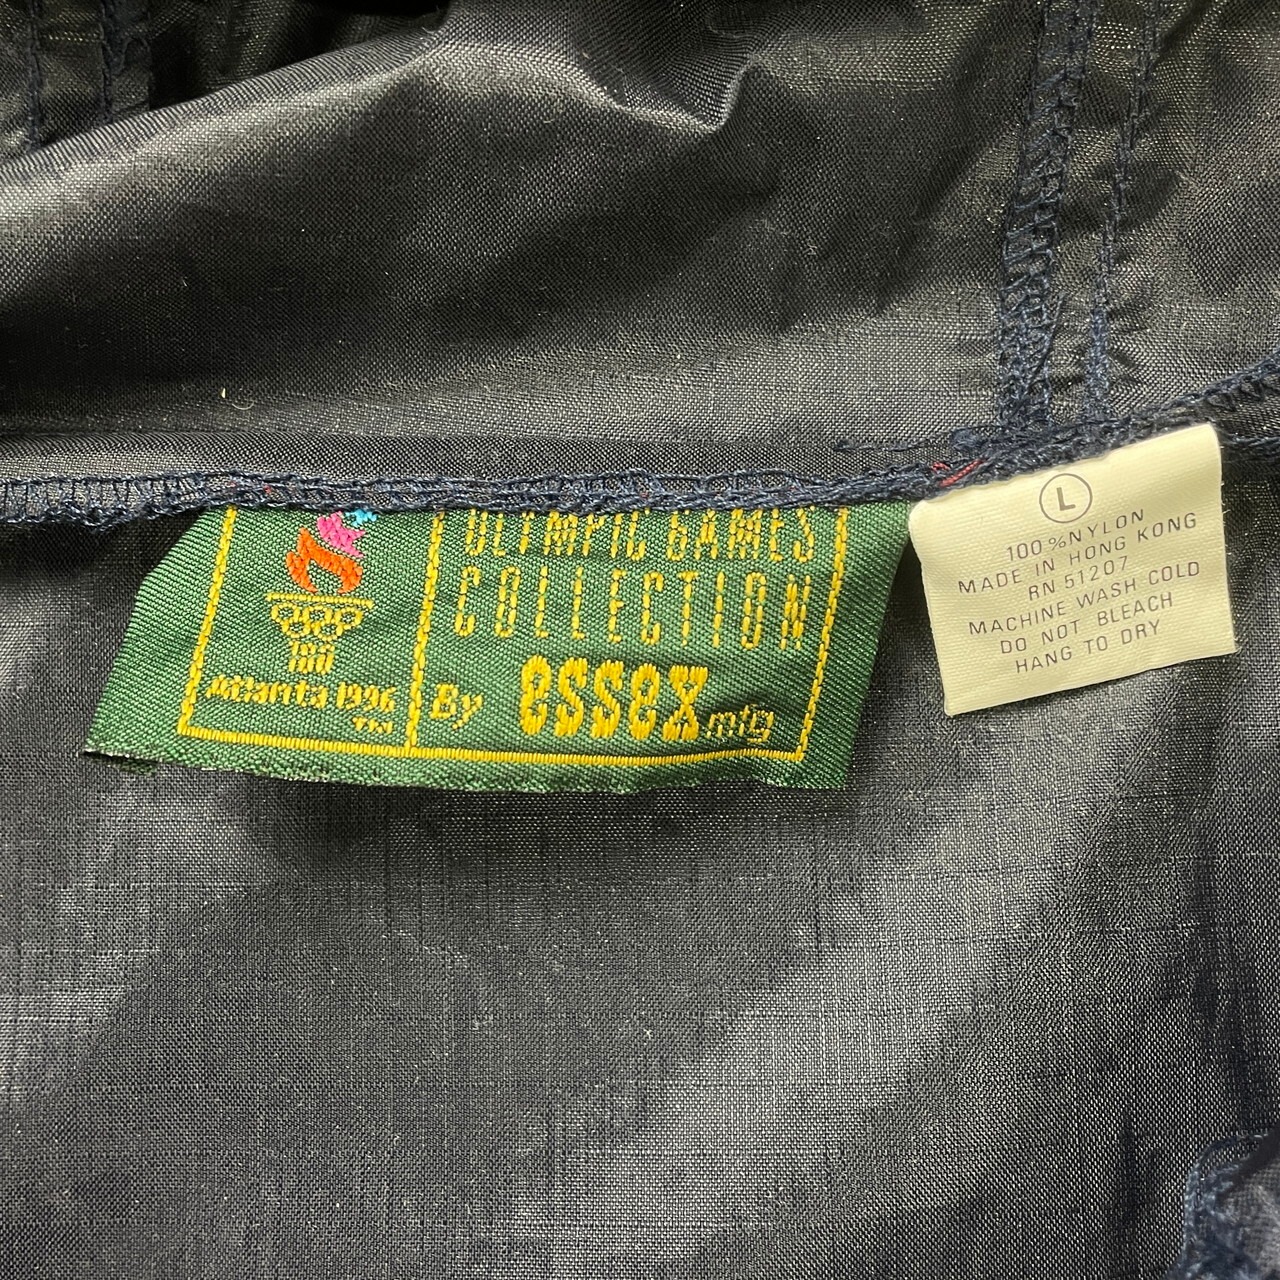 OLYMPIC GAMES
COLLECTION
Atlanta 1996
TM
By essex mfg
L
100% NYLON
MADE IN HONG KONG
RN 51207
MACHINE WASH COLD
DO NOT BLEACH
HANG TO DRY